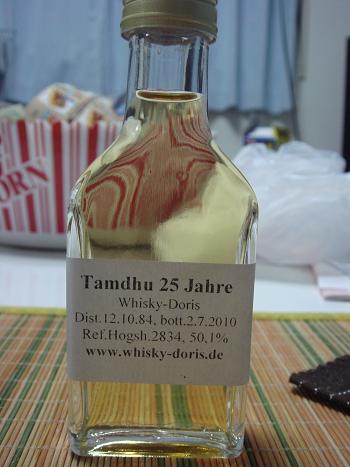 ORN
Tamdhu 25 Jahre
Whisky-Doris
Dist.12.10.84, bott.2.7.2010
Ref.Hogsh.2834, 50,1%
www.whisky-doris.de